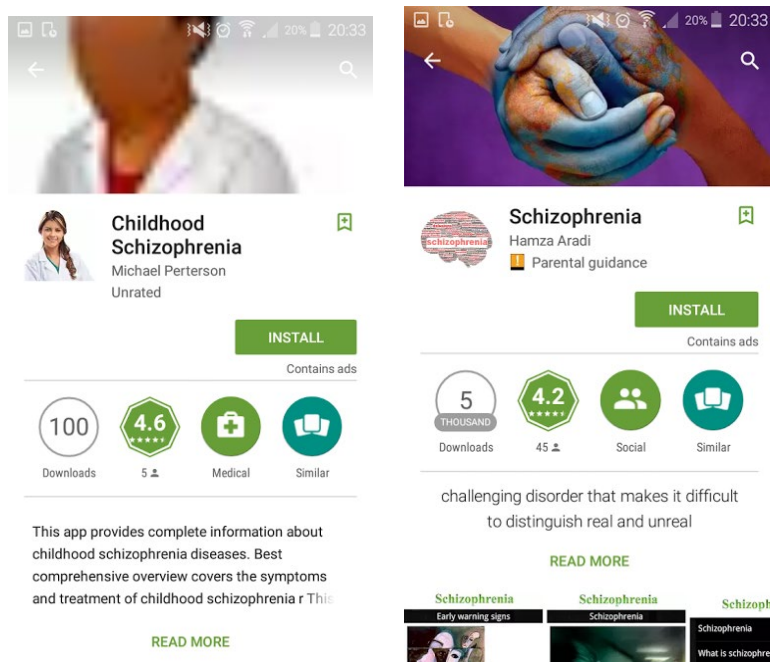 20% 20:33
Childhood
Schizophrenia
Michael Perterson
Unrated
INSTALL
Contains ads
100
4.6
Downloads
5
Medical
Similar
This app provides complete information about
childhood schizophrenia diseases. Best
comprehensive overview covers the symptoms
and treatment of childhood schizophrenia r This
READ MORE
20% 20:33
schizophrenia
Schizophrenia
Hamza Aradi
Parental guidance
INSTALL
Contains ads
5
THOUSAND
4.2
Downloads
45
Social
Similar
challenging disorder that makes it difficult
to distinguish real and unreal
READ MORE
Schizophrenia
Early warning signs
Schizophrenia
Schizophrenia
Schizoph
Schizophrenia
What is schizophre